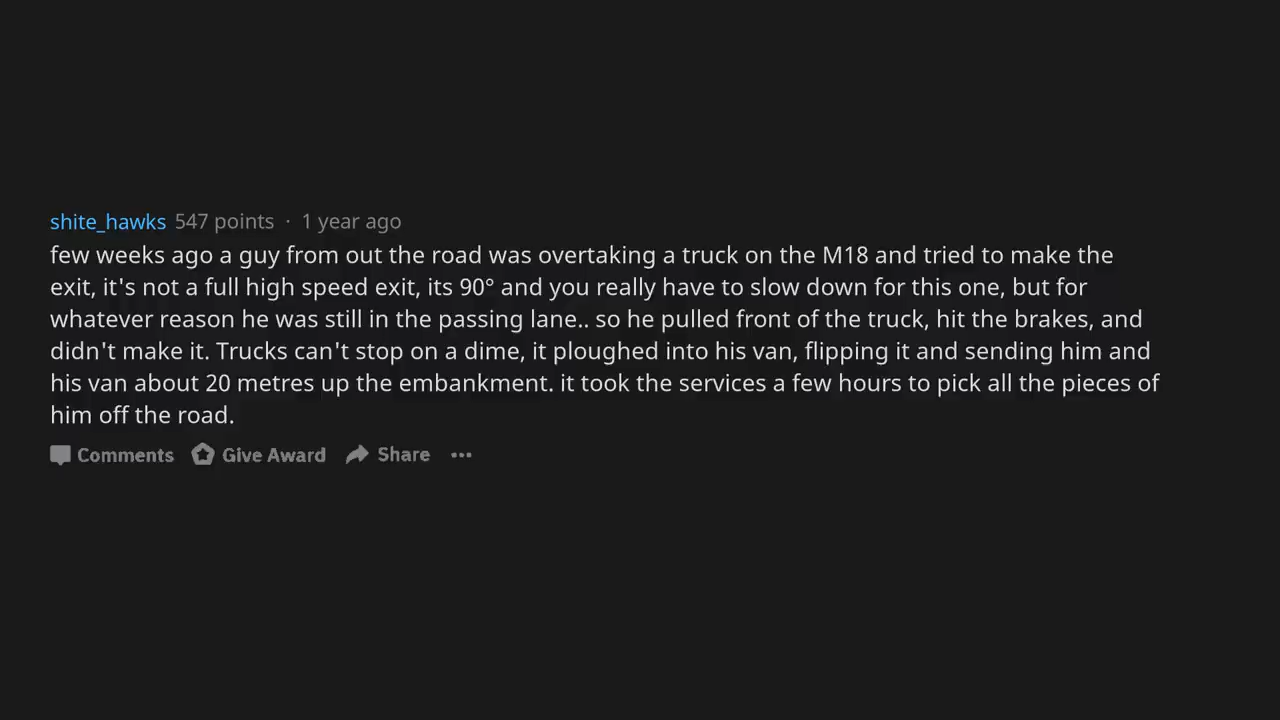 shite_hawks 547 points · 1 year ago
few weeks ago a guy from out the road was overtaking a truck on the M18 and tried to make the
exit, it's not a full high speed exit, its 90° and you really have to slow down for this one, but for
whatever reason he was still in the passing lane.. so he pulled front of the truck, hit the brakes, and
didn't make it. Trucks can't stop on a dime, it ploughed into his van, flipping it and sending him and
his van about 20 metres up the embankment. it took the services a few hours to pick all the pieces of
him off the road.
Comments Give Award Share ···